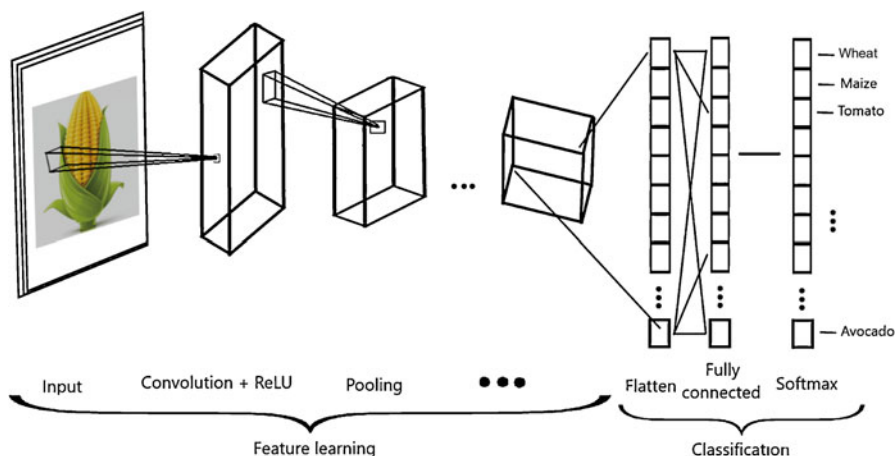 Wheat
Maize
Tomato
Avocado
Input
Convolution + ReLU
Pooling
Flatten
Fully
connected
Softmax
Feature learning
Classification